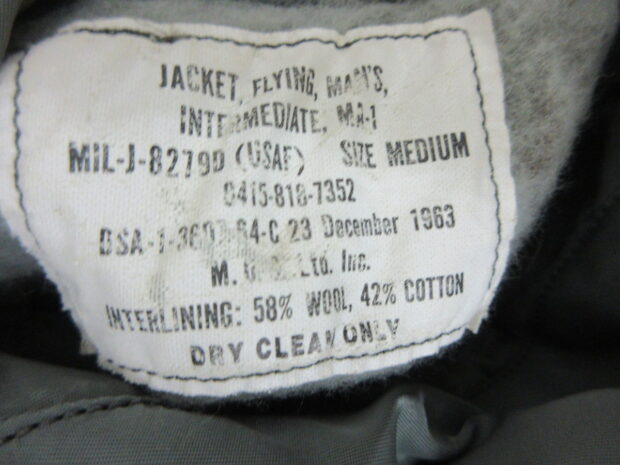 JACKET, FLYING, MAN'S,
INTERMEDIATE, MA-1
MIL-J-8279D (USAF) SIZE MEDIUM
8415-818-7352
23 December 1963
Ltd. Inc.
INTERLINING: 58% WOOL, 42% COTTON
DRY CLEAN ONLY